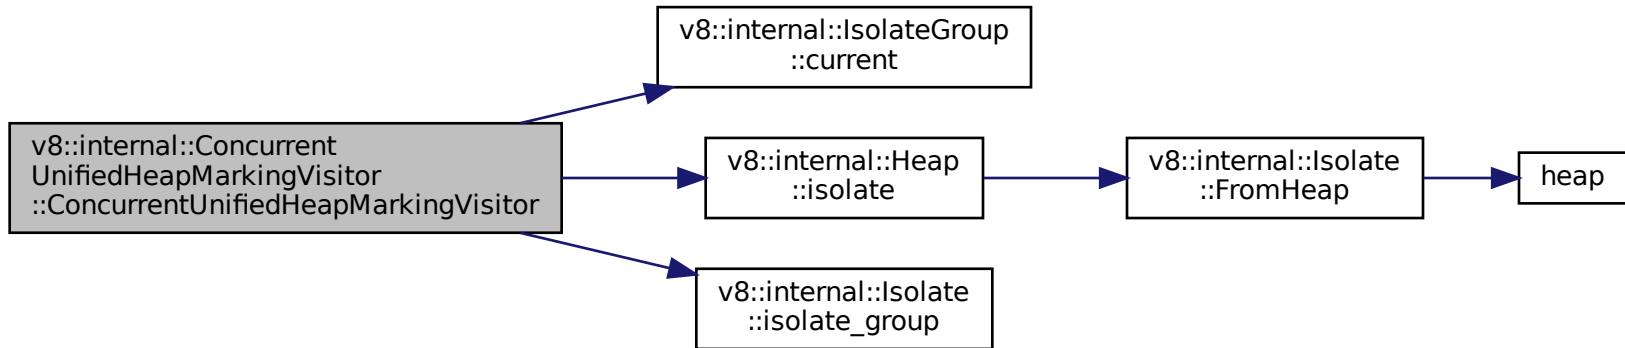 v8::internal::IsolateGroup
::current
v8::internal::Concurrent
UnifiedHeapMarkingVisitor
::ConcurrentUnifiedHeapMarkingVisitor
v8::internal::Heap
::isolate
v8::internal::Isolate
::FromHeap
heap
v8::internal::Isolate
::isolate_group